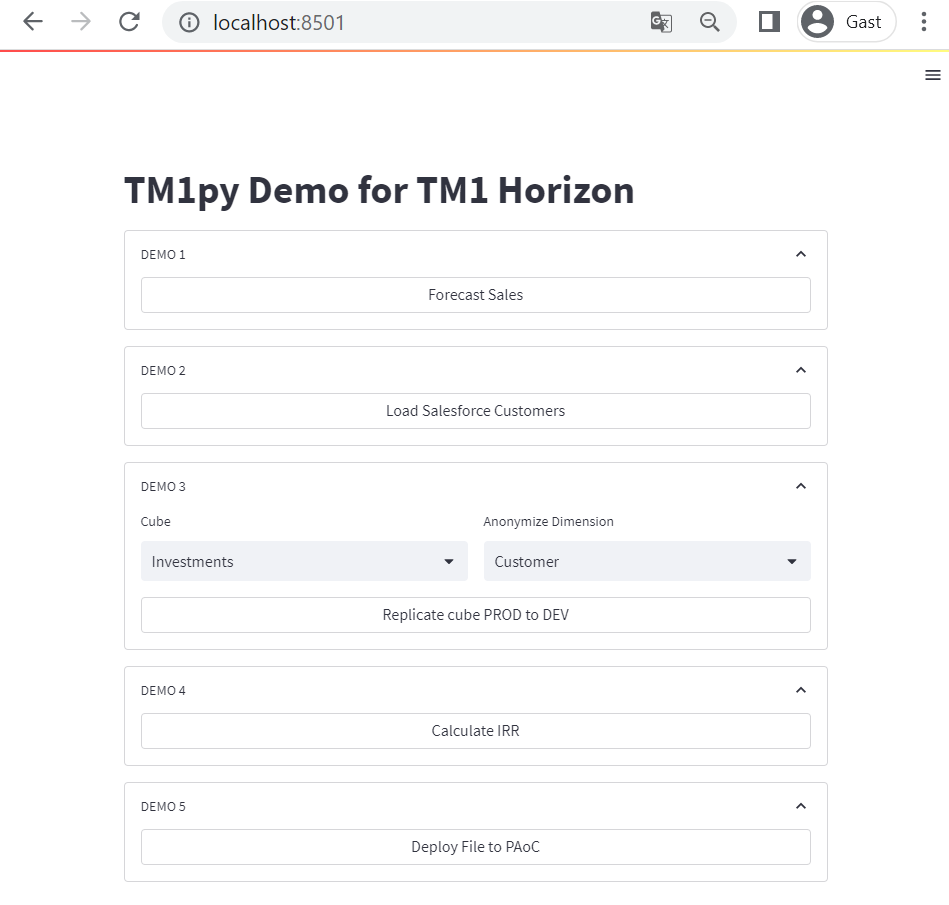 localhost:8501
Gast
TM1py Demo for TM1 Horizon
DEMO 1
Forecast Sales
DEMO 2
Load Salesforce Customers
DEMO 3
Cube
Anonymize Dimension
Investments
Customer
Replicate cube PROD to DEV
DEMO 4
Calculate IRR
DEMO 5
Deploy File to PAoC